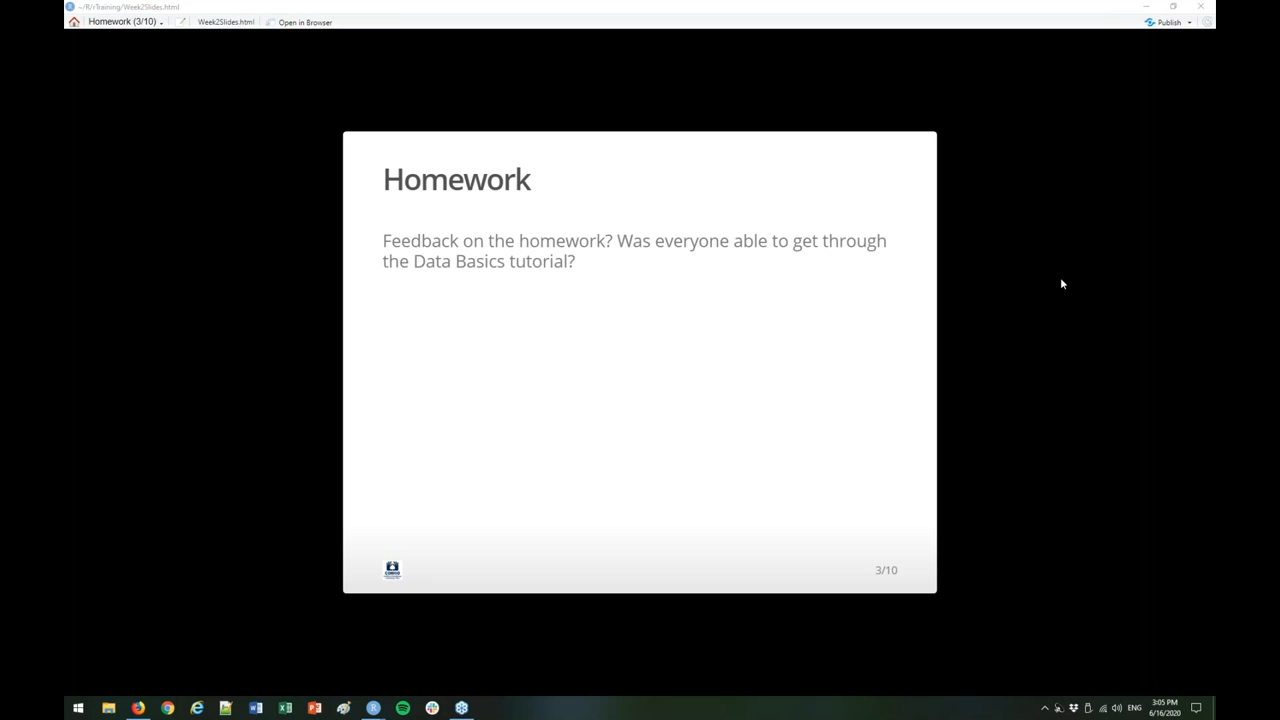 ~/R/rTraining/Week2Slides.html
Homework (3/10)
Week2Slides.html
Open in Browser
Publish
Homework
Feedback on the homework? Was everyone able to get through
the Data Basics tutorial?
3/10
ENG
3:05 PM
6/16/2020